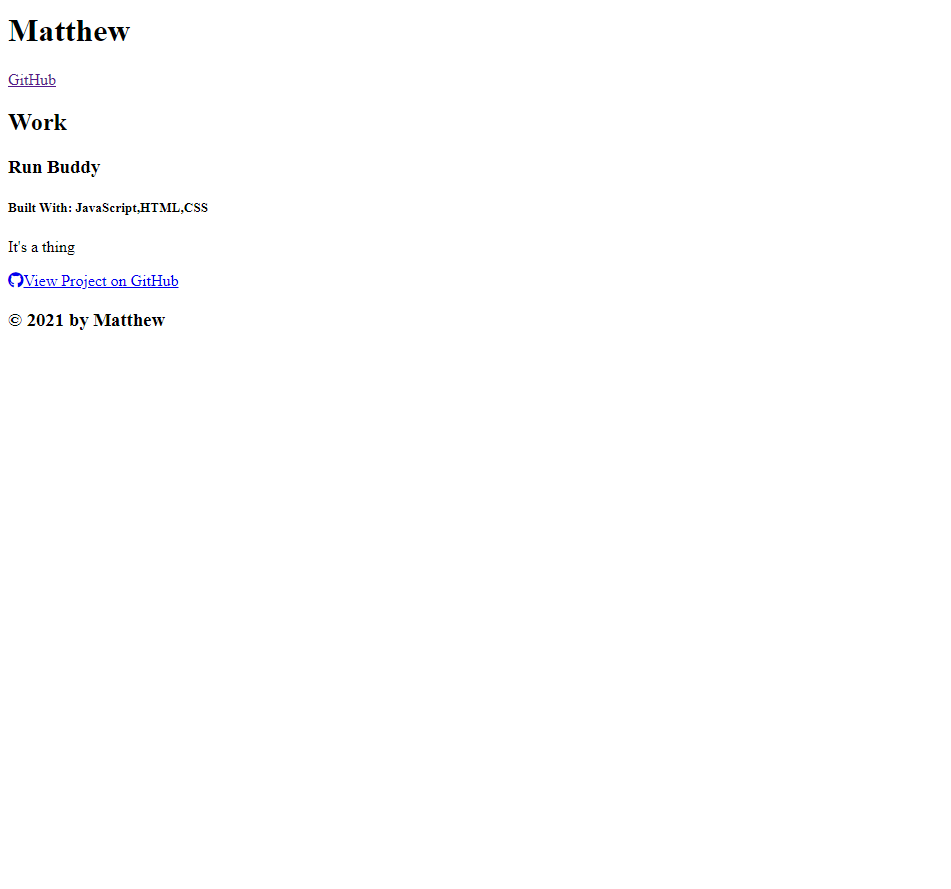 Matthew
GitHub
Work
Run Buddy
Built With: JavaScript,HTML,CSS
It's a thing
View Project on GitHub
© 2021 by Matthew